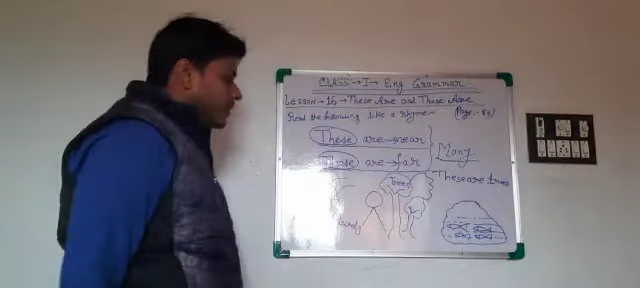 CLASS → I → Eng Grammar
Lesson → 16 → These Are and Those Are
Read the following like a rhyme → (Page - 89)
These are → near
Those are → far
Many
These are trees
trees